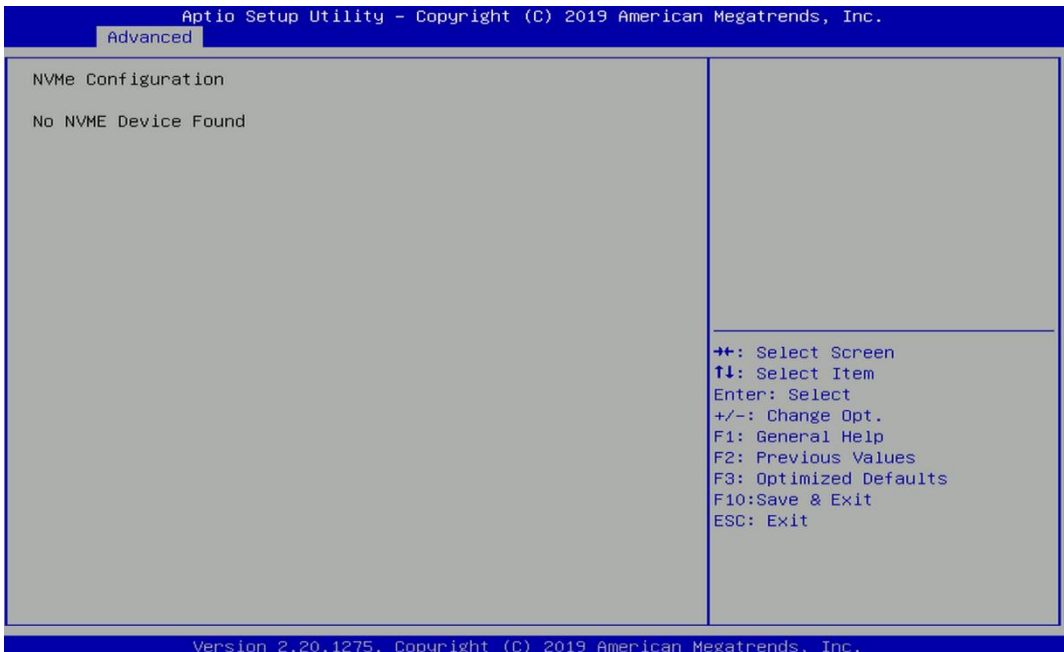 Aptio Setup Utility – Copyright (C) 2019 American Megatrends, Inc.
Advanced
NVMe Configuration
No NVME Device Found
→←: Select Screen
↑↓: Select Item
Enter: Select
+/-: Change Opt.
F1: General Help
F2: Previous Values
F3: Optimized Defaults
F10:Save & Exit
ESC: Exit
Version 2.20.1275. Copyright (C) 2019 American Megatrends, Inc.